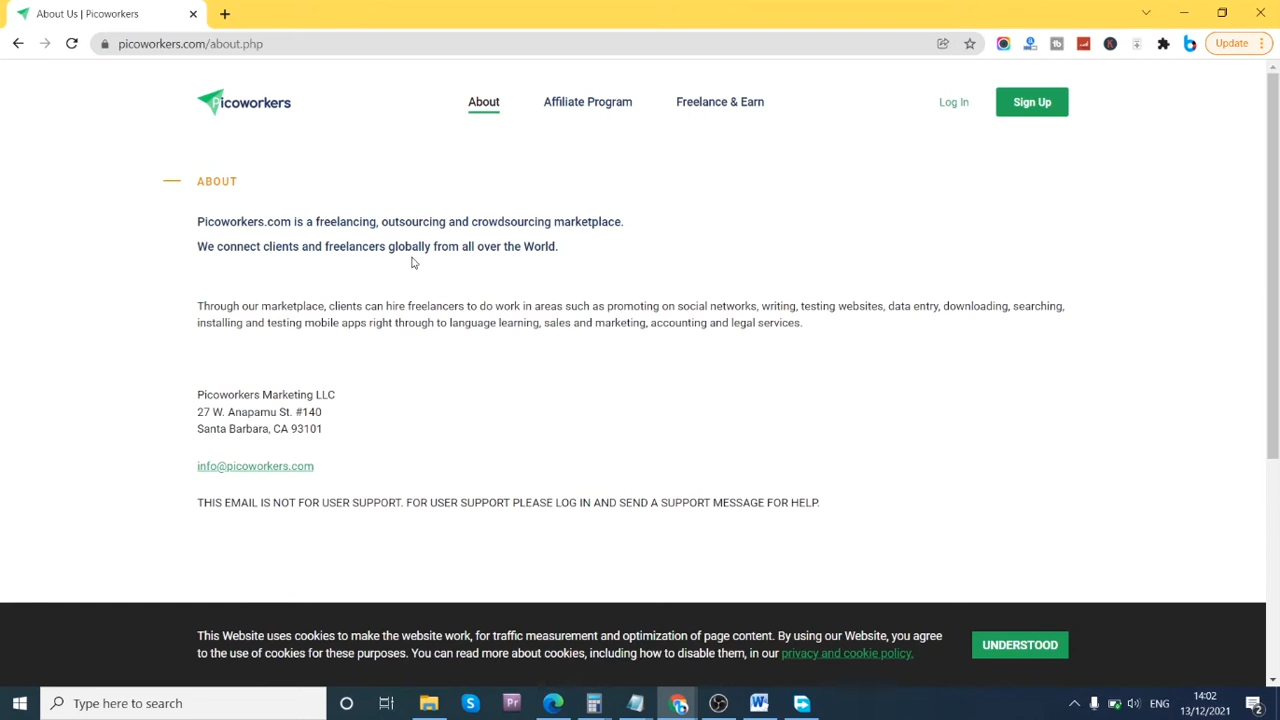 About Us | Picoworkers
picoworkers.com/about.php
Update
Picoworkers
About
Affiliate Program
Freelance & Earn
Log In
Sign Up
ABOUT
Picoworkers.com is a freelancing, outsourcing and crowdsourcing marketplace.
We connect clients and freelancers globally from all over the World.
Through our marketplace, clients can hire freelancers to do work in areas such as promoting on social networks, writing, testing websites, data entry, downloading, searching,
installing and testing mobile apps right through to language learning, sales and marketing, accounting and legal services.
Picoworkers Marketing LLC
27 W. Anapamu St. #140
Santa Barbara, CA 93101
info@picoworkers.com
THIS EMAIL IS NOT FOR USER SUPPORT. FOR USER SUPPORT PLEASE LOG IN AND SEND A SUPPORT MESSAGE FOR HELP.
This Website uses cookies to make the website work, for traffic measurement and optimization of page content. By using our Website, you agree
to the use of cookies for these purposes. You can read more about cookies, including how to disable them, in our privacy and cookie policy.
UNDERSTOOD
Type here to search
Pr
ENG
14:02
13/12/2021
2